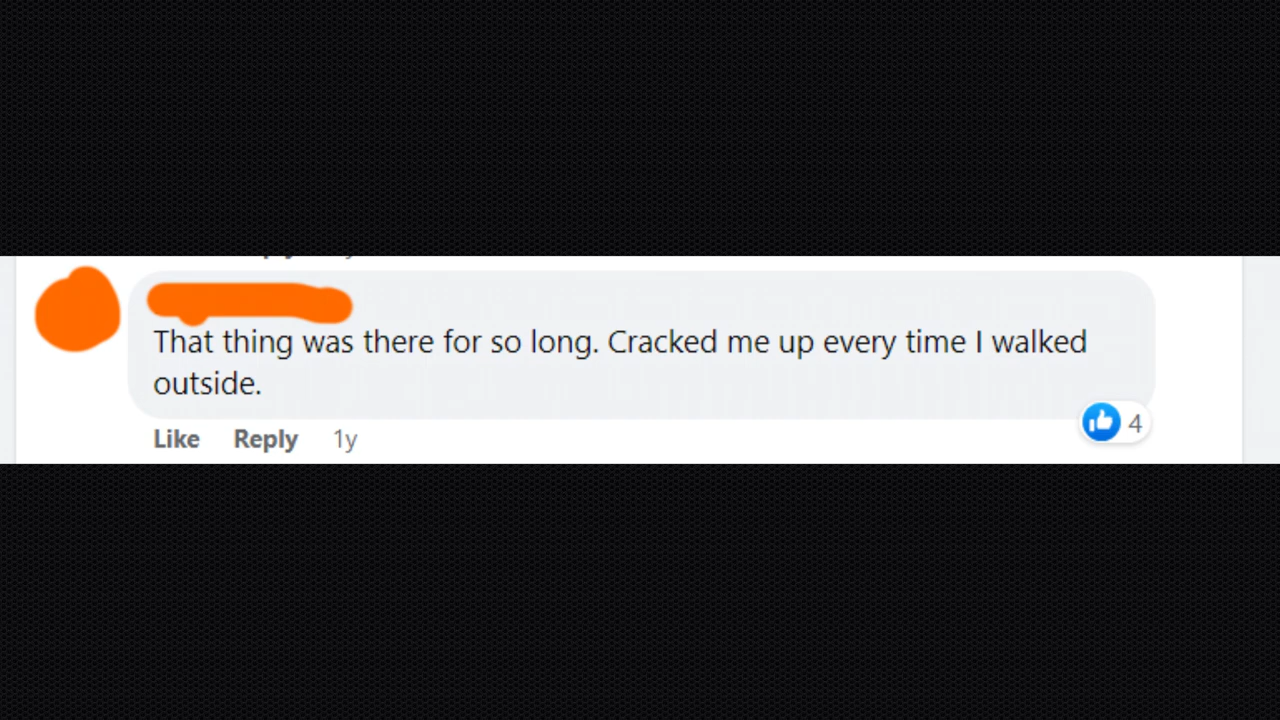 That thing was there for so long. Cracked me up every time I walked
outside.
Like Reply 1y
4